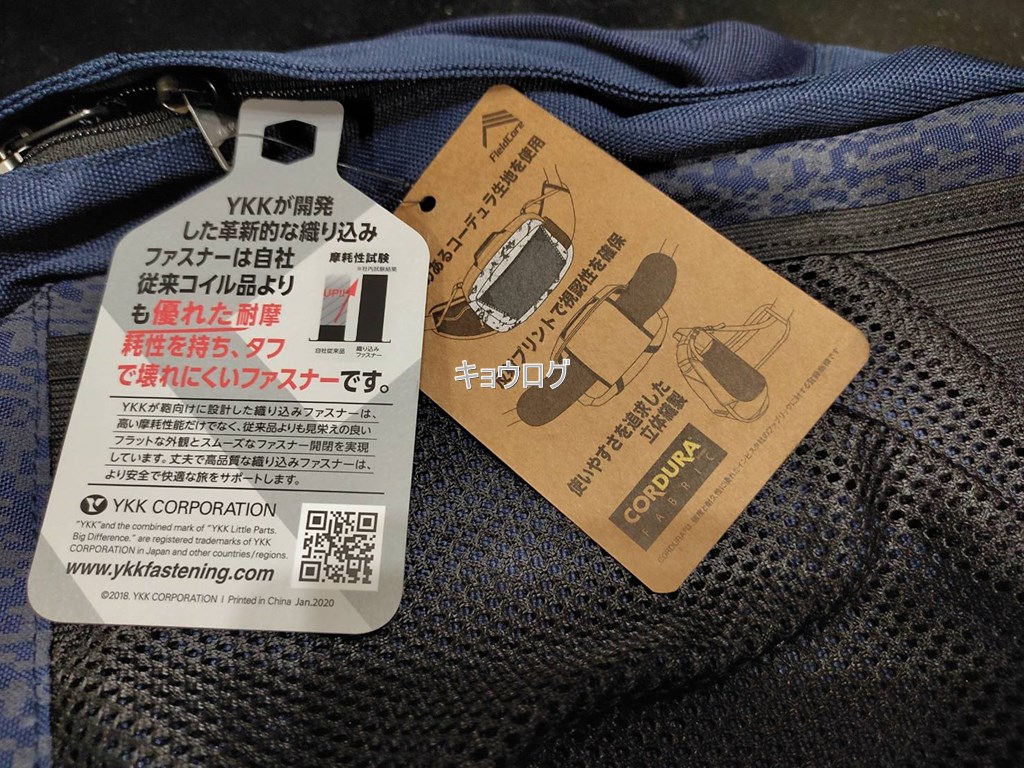 YKKが開発
した革新的な織り込み
ファスナーは自社
従来コイル品より
も優れた耐摩
耗性を持ち、タフ
で壊れにくいファスナーです。
摩耗性試験
※社内試験結果
UP!!
自社従来品
織り込み
ファスナー
YKKが鞄向けに設計した織り込みファスナーは、
高い摩耗性能だけでなく、従来品よりも見栄えの良い
フラットな外観とスムーズなファスナー開閉を実現
しています。丈夫で高品質な織り込みファスナーは、
より安全で快適な旅をサポートします。
YKK CORPORATION
"YKK"and the combined mark of "YKK Little Parts.
Big Difference." are registered trademarks of YKK
CORPORATION in Japan and other countries/regions.
www.ykkfastening.com
©2018. YKK CORPORATION | Printed in China Jan.2020
FieldCore
あるコーデュラ生地を使用
プリントで視認性を確保
使いやすさを追求した
立体縫製
CORDURA
FABRIC
キョウログ